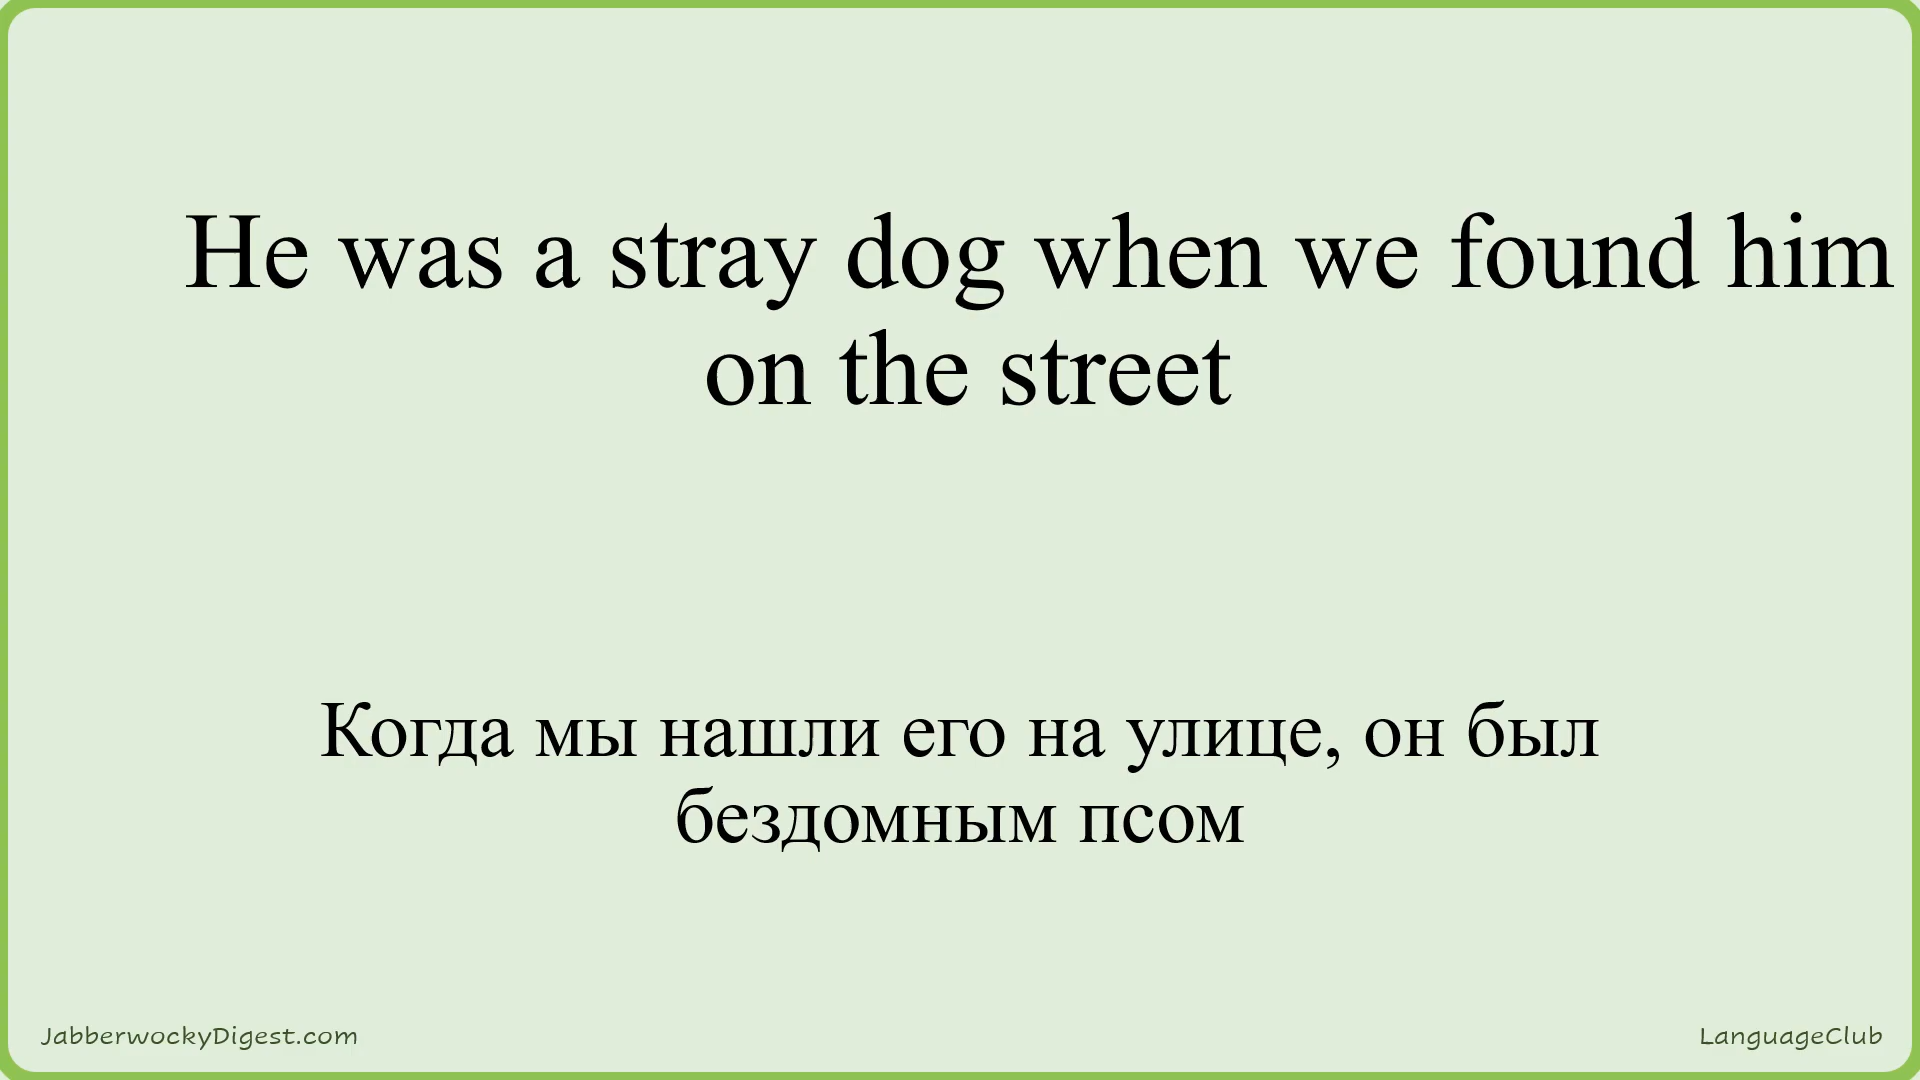 He was a stray dog when we found him
on the street
Когда мы нашли его на улице, он был
бездомным псом
JabberwockyDigest.com
LanguageClub